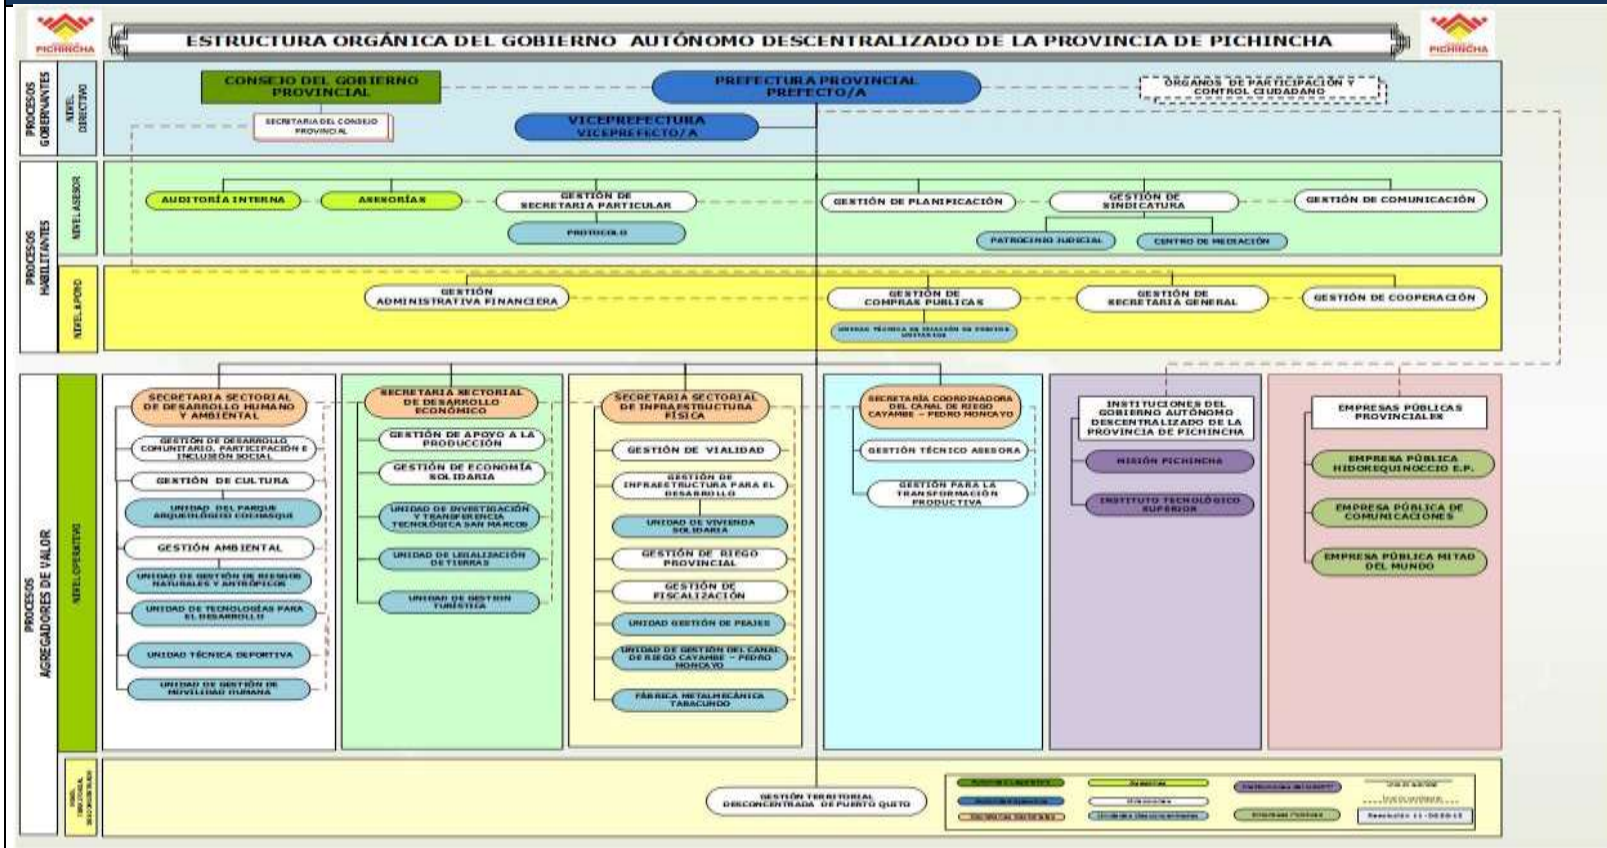 PICHINCHA
ESTRUCTURA ORGÁNICA DEL GOBIERNO AUTÓNOMO DESCENTRALIZADO DE LA PROVINCIA DE PICHINCHA
PICHINCHA
PROCESOS
GOBERNANTES
NIVEL
DIRECTIVO
CONSEJO DEL GOBIERNO
PROVINCIAL
PREFECTURA PROVINCIAL
PREFECTO/A
ÓRGANOS DE PARTICIPACIÓN Y
CONTROL CIUDADANO
SECRETARIA DEL CONSEJO
PROVINCIAL
VICEPREFECTURA
VICEPREFECTO/A
PROCESOS
HABILITANTES
NIVEL ASESOR
AUDITORÍA INTERNA
ASESORÍAS
GESTIÓN DE
SECRETARIA PARTICULAR
GESTIÓN DE PLANIFICACIÓN
GESTIÓN DE
SINDICATURA
GESTIÓN DE COMUNICACIÓN
PROTOCOLO
PATROCINIO JUDICIAL
CENTRO DE MEDIACIÓN
NIVEL APOYO
GESTIÓN
ADMINISTRATIVA FINANCIERA
GESTIÓN DE
COMPRAS PUBLICAS
GESTIÓN DE
SECRETARIA GENERAL
GESTIÓN DE COOPERACIÓN
UNIDAD TÉCNICA DE FIJACIÓN DE PRECIOS
UNITARIOS
PROCESOS
AGREGADORES DE VALOR
NIVEL OPERATIVO
SECRETARIA SECTORIAL
DE DESARROLLO HUMANO
Y AMBIENTAL
GESTIÓN DE DESARROLLO
COMUNITARIO, PARTICIPACIÓN E
INCLUSIÓN SOCIAL
GESTIÓN DE CULTURA
UNIDAD DEL PARQUE
ARQUEOLÓGICO COCHASQUI
GESTIÓN AMBIENTAL
UNIDAD DE GESTIÓN DE RIESGOS
NATURALES Y ANTRÓPICOS
UNIDAD DE TECNOLOGÍAS PARA
EL DESARROLLO
UNIDAD TÉCNICA DEPORTIVA
UNIDAD DE GESTIÓN DE
MOVILIDAD HUMANA
SECRETARIA SECTORIAL
DE DESARROLLO
ECONÓMICO
GESTIÓN DE APOYO A LA
PRODUCCIÓN
GESTIÓN DE ECONOMÍA
SOLIDARIA
UNIDAD DE INVESTIGACIÓN
Y TRANSFERENCIA
TECNOLÓGICA SAN MARCOS
UNIDAD DE LEGALIZACIÓN
DE TIERRAS
UNIDAD DE GESTION
TURÍSTICA
SECRETARIA SECTORIAL
DE INFRAESTRUCTURA
FÍSICA
GESTIÓN DE VIALIDAD
GESTIÓN DE
INFRAESTRUCTURA PARA EL
DESARROLLO
UNIDAD DE VIVIENDA
SOLIDARIA
GESTIÓN DE RIEGO
PROVINCIAL
GESTIÓN DE
FISCALIZACIÓN
UNIDAD GESTIÓN DE PEAJES
UNIDAD DE GESTIÓN DEL CANAL
DE RIEGO CAYAMBE – PEDRO
MONCAYO
FÁBRICA METALMECÁNICA
TABACUNDO
SECRETARÍA COORDINADORA
DEL CANAL DE RIEGO
CAYAMBE – PEDRO MONCAYO
GESTIÓN TÉCNICO ASESORA
GESTIÓN PARA LA
TRANSFORMACIÓN
PRODUCTIVA
INSTITUCIONES DEL
GOBIERNO AUTÓNOMO
DESCENTRALIZADO DE LA
PROVINCIA DE PICHINCHA
MISIÓN PICHINCHA
INSTITUTO TECNOLÓGICO
SUPERIOR
EMPRESAS PÚBLICAS
PROVINCIALES
EMPRESA PÚBLICA
HIDOREQUINOCCIO E.P.
EMPRESA PÚBLICA DE
COMUNICACIONES
EMPRESA PÚBLICA MITAD
DEL MUNDO
GESTIÓN TERRITORIAL
DESCONCENTRADA DE PUERTO QUITO